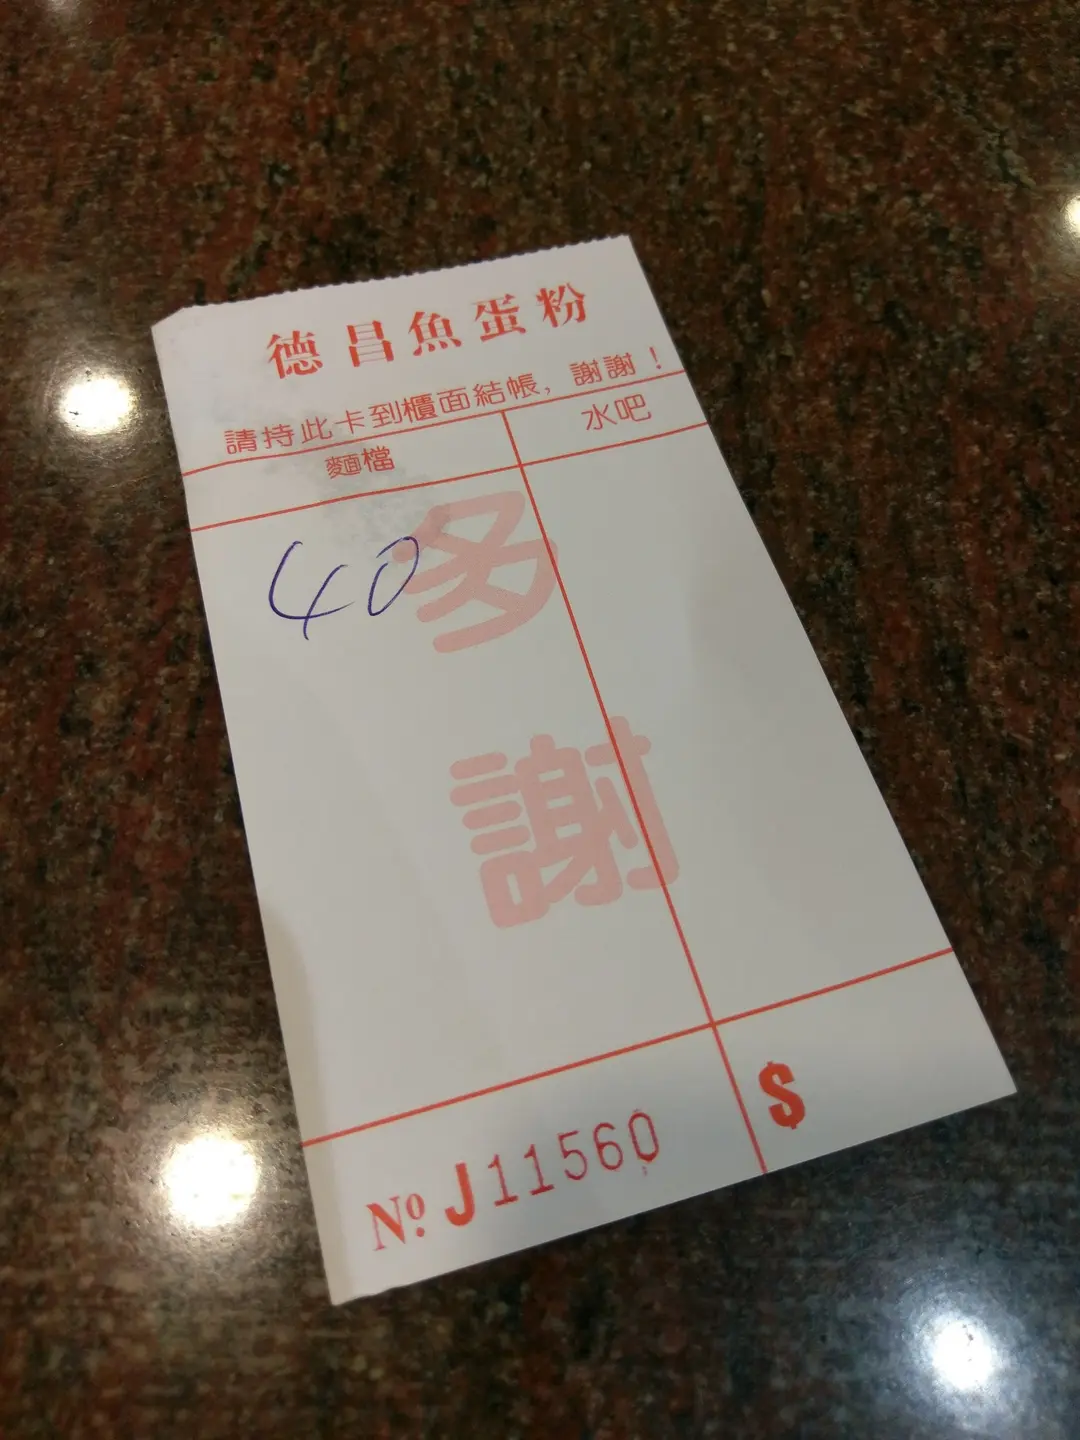 德昌魚蛋粉
請持此卡到櫃面結帳，謝謝！
麵檔 水吧
40
多
謝
$
Nº J11560